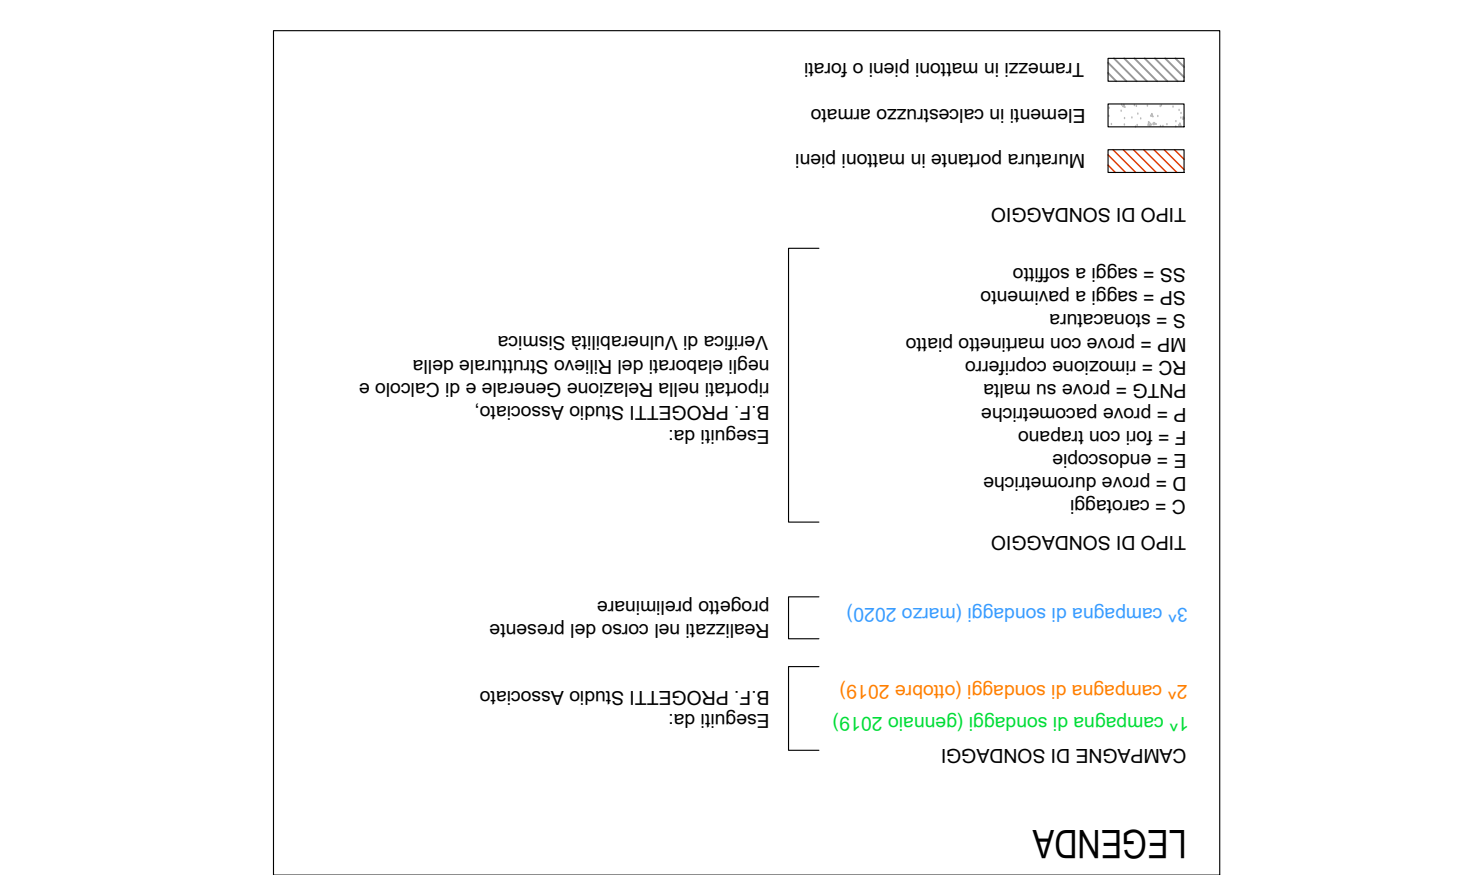 LEGENDA
CAMPAGNE DI SONDAGGI
1^ campagna di sondaggi (gennaio 2019)
2^ campagna di sondaggi (ottobre 2019)
Eseguiti da:
B.F. PROGETTI Studio Associato
3^ campagna di sondaggi (marzo 2020)
Realizzati nel corso del presente
progetto preliminare
TIPO DI SONDAGGIO
C = carotaggi
D = prove durometriche
E = endoscopie
F = fori con trapano
P = prove pacometriche
PNTG = prove su malta
RC = rimozione copriferro
MP = prove con martinetto piatto
S = stonacatura
SP = saggi a pavimento
SS = saggi a soffitto
Eseguiti da:
B.F. PROGETTI Studio Associato,
riportati nella Relazione Generale e di Calcolo e
negli elaborati del Rilievo Strutturale della
Verifica di Vulnerabilità Sismica
TIPO DI SONDAGGIO
Muratura portante in mattoni pieni
Elementi in calcestruzzo armato
Tramezzi in mattoni pieni o forati